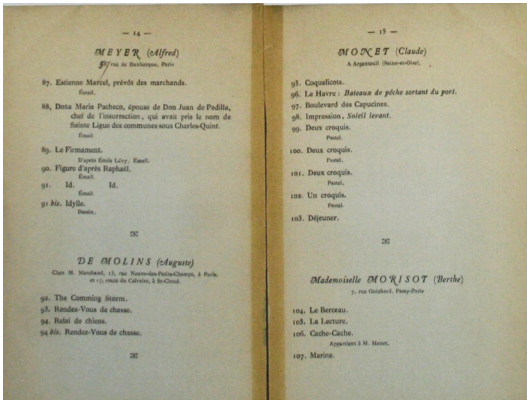 — 14 —
MEYER (Alfred)
rue de Dunkerque, Paris
87. Estienne Marcel, prévôt des marchands.
Émail.
88. Doña Maria Pacheco, épouse de Don Juan de Padilla,
chef de l'insurrection, qui avait pris le nom de
Sainte Ligue des communes sous Charles-Quint.
Émail.
89. Le Firmament.
D'après Émile Lévy. Émail.
90. Figure d'après Raphaël.
Émail.
91. Id. Id.
Émail.
91 bis. Idylle.
Dessin.
DE MOLINS (Auguste)
Chez M. Marchand, 23, rue Neuve-des-Petits-Champs, à Paris,
et 17, route du Calvaire, à St-Cloud.
92. The Comming Storm.
93. Rendez-Vous de chasse.
94. Relai de chiens.
94 bis. Rendez-Vous de chasse.
— 15 —
MONET (Claude)
A Argenteuil (Seine-et-Oise).
95. Coquelicots.
96. Le Havre : Bateaux de pêche sortant du port.
97. Boulevard des Capucines.
98. Impression, Soleil levant.
99. Deux croquis.
Pastel.
100. Deux croquis.
Pastel.
101. Deux croquis.
Pastel.
102. Un croquis.
Pastel.
103. Déjeuner.
Mademoiselle MORISOT (Berthe)
7, rue Guichard, Passy-Paris
104. Le Berceau.
105. La Lecture.
106. Cache-Cache.
Appartient à M. Manet.
107. Marine.